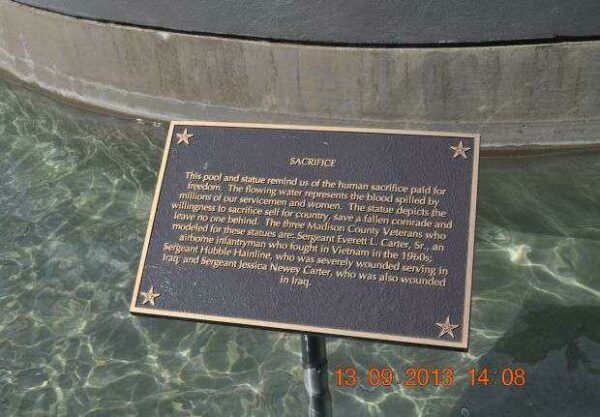 SACRIFICE
This pool and statue remind us of the human sacrifice paid for
freedom. The flowing water represents the blood spilled by
millions of our servicemen and women. The statue depicts the
willingness to sacrifice self for country, save a fallen comrade and
leave no one behind. The three Madison County Veterans who
modeled for these statues are: Sergeant Everett L. Carter, Sr., an
airborne infantryman who fought in Vietnam in the 1960s;
Sergeant Hubble Hainline, who was severely wounded serving in
Iraq; and Sergeant Jessica Newey Carter, who was also wounded
in Iraq.
13.09.2013 14:08